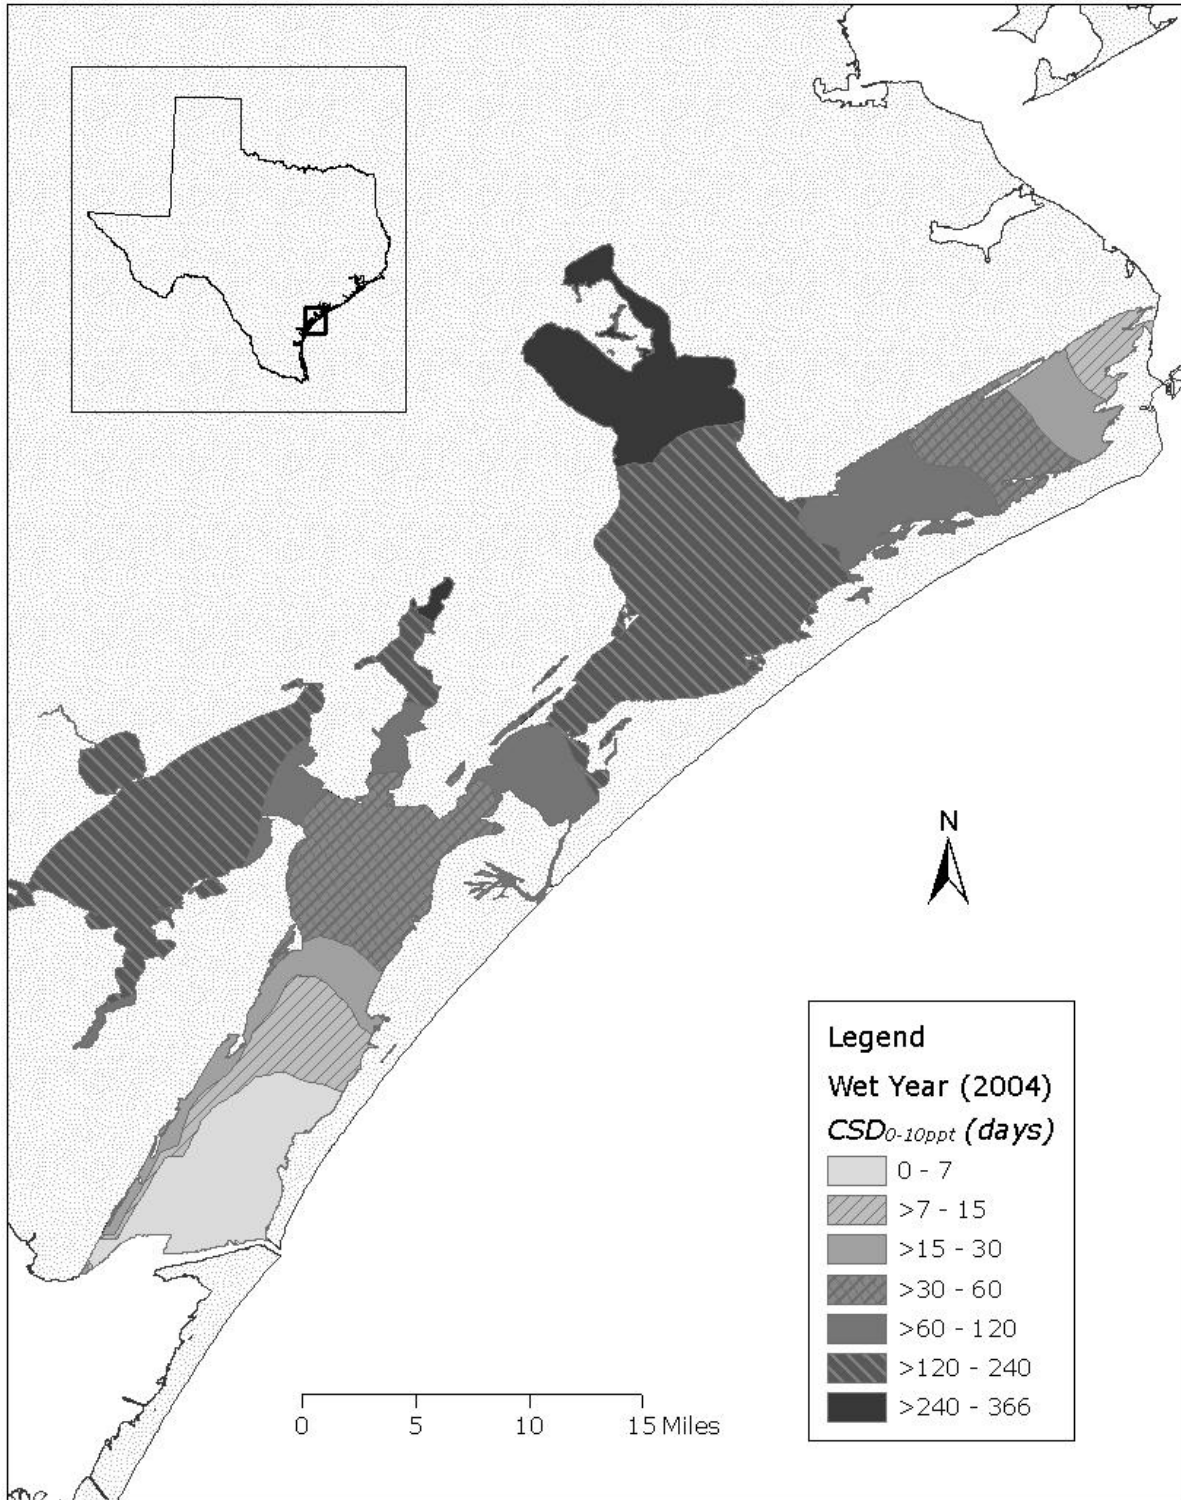 N
Legend
Wet Year (2004)
CSD0-10ppt (days)
0 - 7
>7 - 15
>15 - 30
>30 - 60
>60 - 120
>120 - 240
>240 - 366
0 5 10 15 Miles